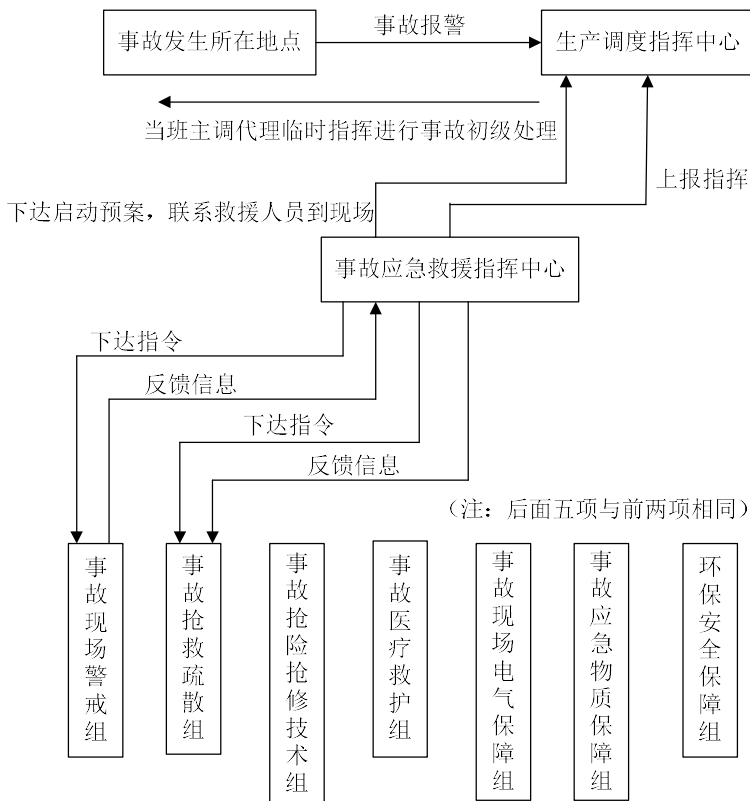 事故发生所在地点
事故报警
生产调度指挥中心
当班主调代理临时指挥进行事故初级处理
上报指挥
下达启动预案，联系救援人员到现场
事故应急救援指挥中心
下达指令
反馈信息
下达指令
反馈信息
（注：后面五项与前两项相同）
事故现场警戒组
事故抢救疏散组
事故抢险抢修技术组
事故医疗救护组
事故现场电气保障组
事故应急物质保障组
环保安全保障组